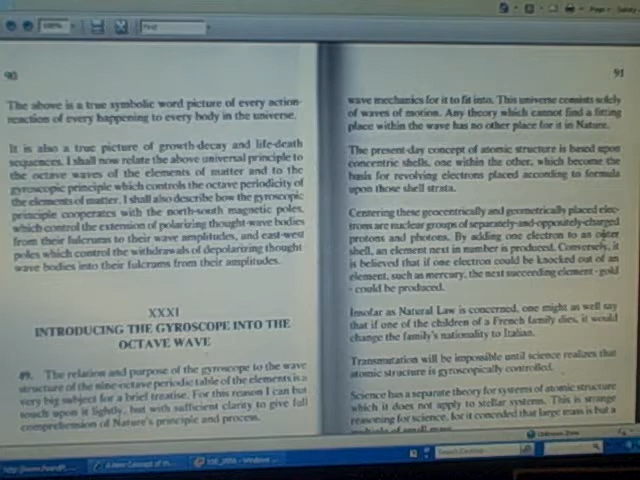 Page
Safety
100%
Find
90
The above is a true symbolic word picture of every action-
reaction of every happening to every body in the universe.
It is also a true picture of growth-decay and life-death
sequences. I shall now relate the above universal principle to
the octave waves of the elements of matter and to the
gyroscopic principle which controls the octave periodicity of
the elements of matter. I shall also describe how the gyroscopic
principle cooperates with the north-south magnetic poles,
which control the extension of polarizing thought-wave bodies
from their fulcrums to their wave amplitudes, and east-west
poles which control the withdrawals of depolarizing thought
wave bodies into their fulcrums from their amplitudes.
XXXI
INTRODUCING THE GYROSCOPE INTO THE
OCTAVE WAVE
49. The relation and purpose of the gyroscope to the wave
structure of the nine-octave periodic table of the elements is a
very big subject for a brief treatise. For this reason I can but
touch upon it lightly, but with sufficient clarity to give full
comprehension of Nature's principle and process.
91
wave mechanics for it to fit into. This universe consists solely
of waves of motion. Any theory which cannot find a fitting
place within the wave has no other place for it in Nature.
The present-day concept of atomic structure is based upon
concentric shells, one within the other, which become the
basis for revolving electrons placed according to formula
upon those shell strata.
Centering these geocentrically and geometrically placed elec-
trons are nuclear groups of separately-and-oppositely-charged
protons and photons. By adding one electron to an outer
shell, an element next in number is produced. Conversely, it
is believed that if one electron could be knocked out of an
element, such as mercury, the next succeeding element - gold
- could be produced.
Insofar as Natural Law is concerned, one might as well say
that if one of the children of a French family dies, it would
change the family's nationality to Italian.
Transmutation will be impossible until science realizes that
atomic structure is gyroscopically controlled.
Science has a separate theory for systems of atomic structure
which it does not apply to stellar systems. This is strange
reasoning for science, for it conceded that large mass is but a
multiple of small mass
Unknown Zone
A New Concept of th...
Windows
Search Desktop